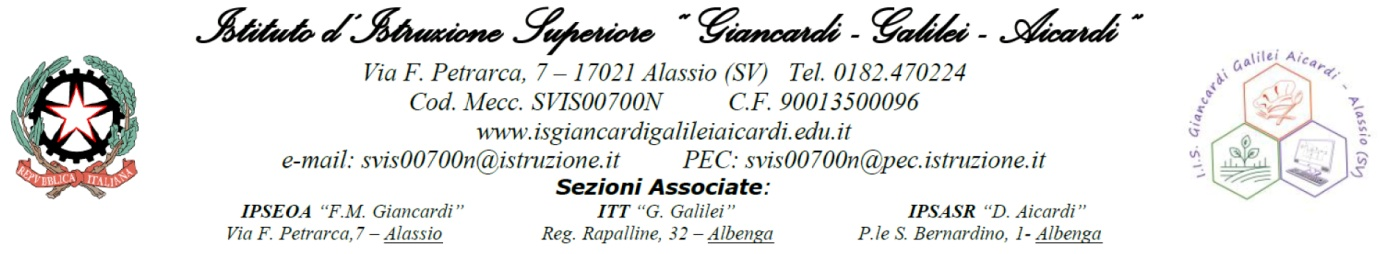 Istituto d'Istruzione Superore "Giancardi - Galilei - Aicardi"
Via F. Petrarca, 7 – 17021 Alassio (SV) Tel. 0182.470224
Cod. Mecc. SVIS00700N C.F. 90013500096
www.isgiancardigalileiaicardi.edu.it
e-mail: svis00700n@istruzione.it PEC: svis00700n@pec.istruzione.it
Sezioni Associate:
IPSEOA "F.M. Giancardi" ITT "G. Galilei" IPSASR "D. Aicardi"
Via F. Petrarca,7 – Alassio Reg. Rapalline, 32 – Albenga P.le S. Bernardino, 1- Albenga
REPVBBLICA ITALIANA
I.I.S. Giancardi Galilei Aicardi - Alassio (SV)